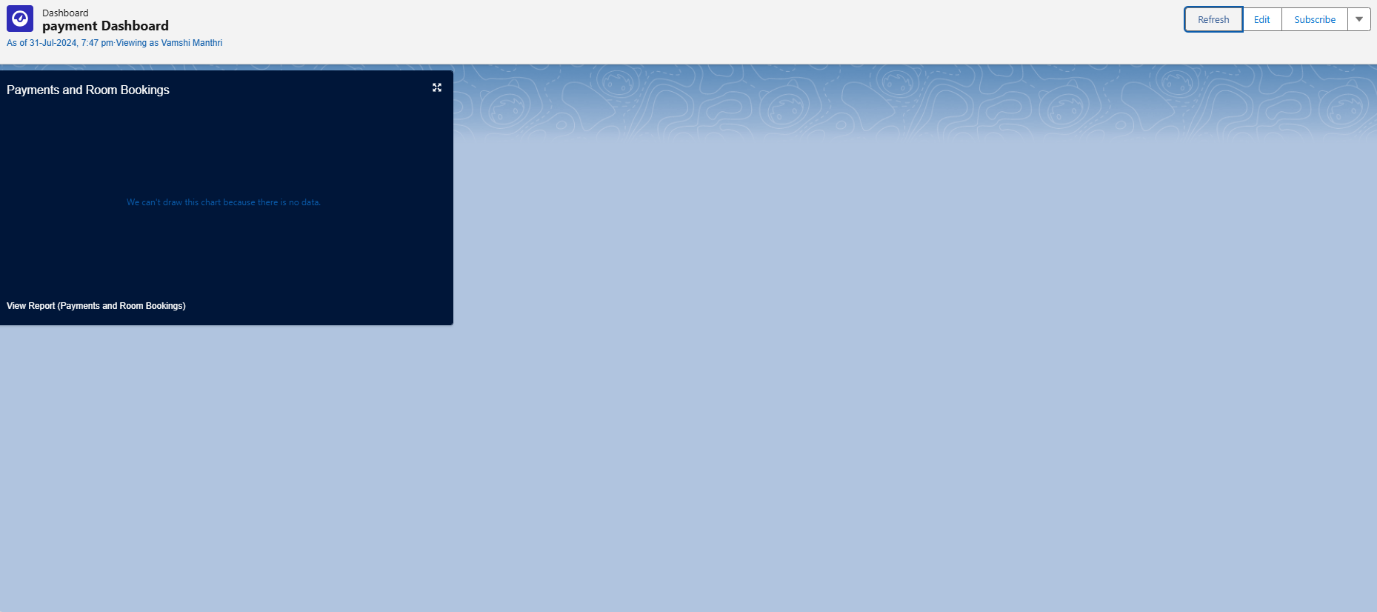 Dashboard
payment Dashboard
As of 31-Jul-2024, 7:47 pm·Viewing as Vamshi Manthri
Refresh
Edit
Subscribe
Payments and Room Bookings
We can't draw this chart because there is no data.
View Report (Payments and Room Bookings)